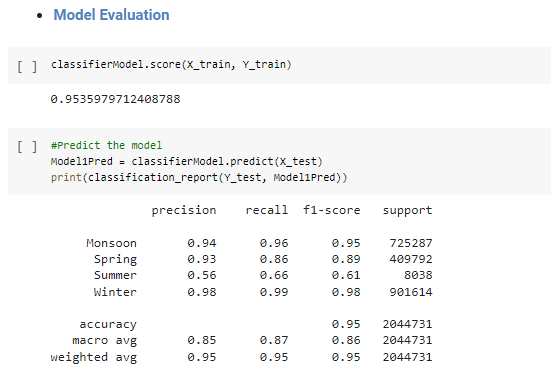 Model Evaluation
[ ] classifierModel.score(X_train, Y_train)
0.9535979712408788
[ ] #Predict the model
Model1Pred = classifierModel.predict(X_test)
print(classification_report(Y_test, Model1Pred))
precision recall f1-score support
Monsoon 0.94 0.96 0.95 725287
Spring 0.93 0.86 0.89 409792
Summer 0.56 0.66 0.61 8038
Winter 0.98 0.99 0.98 901614
accuracy 0.95 2044731
macro avg 0.85 0.87 0.86 2044731
weighted avg 0.95 0.95 0.95 2044731